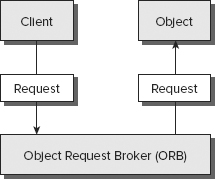 Client
Object
Request
Request
Object Request Broker (ORB)